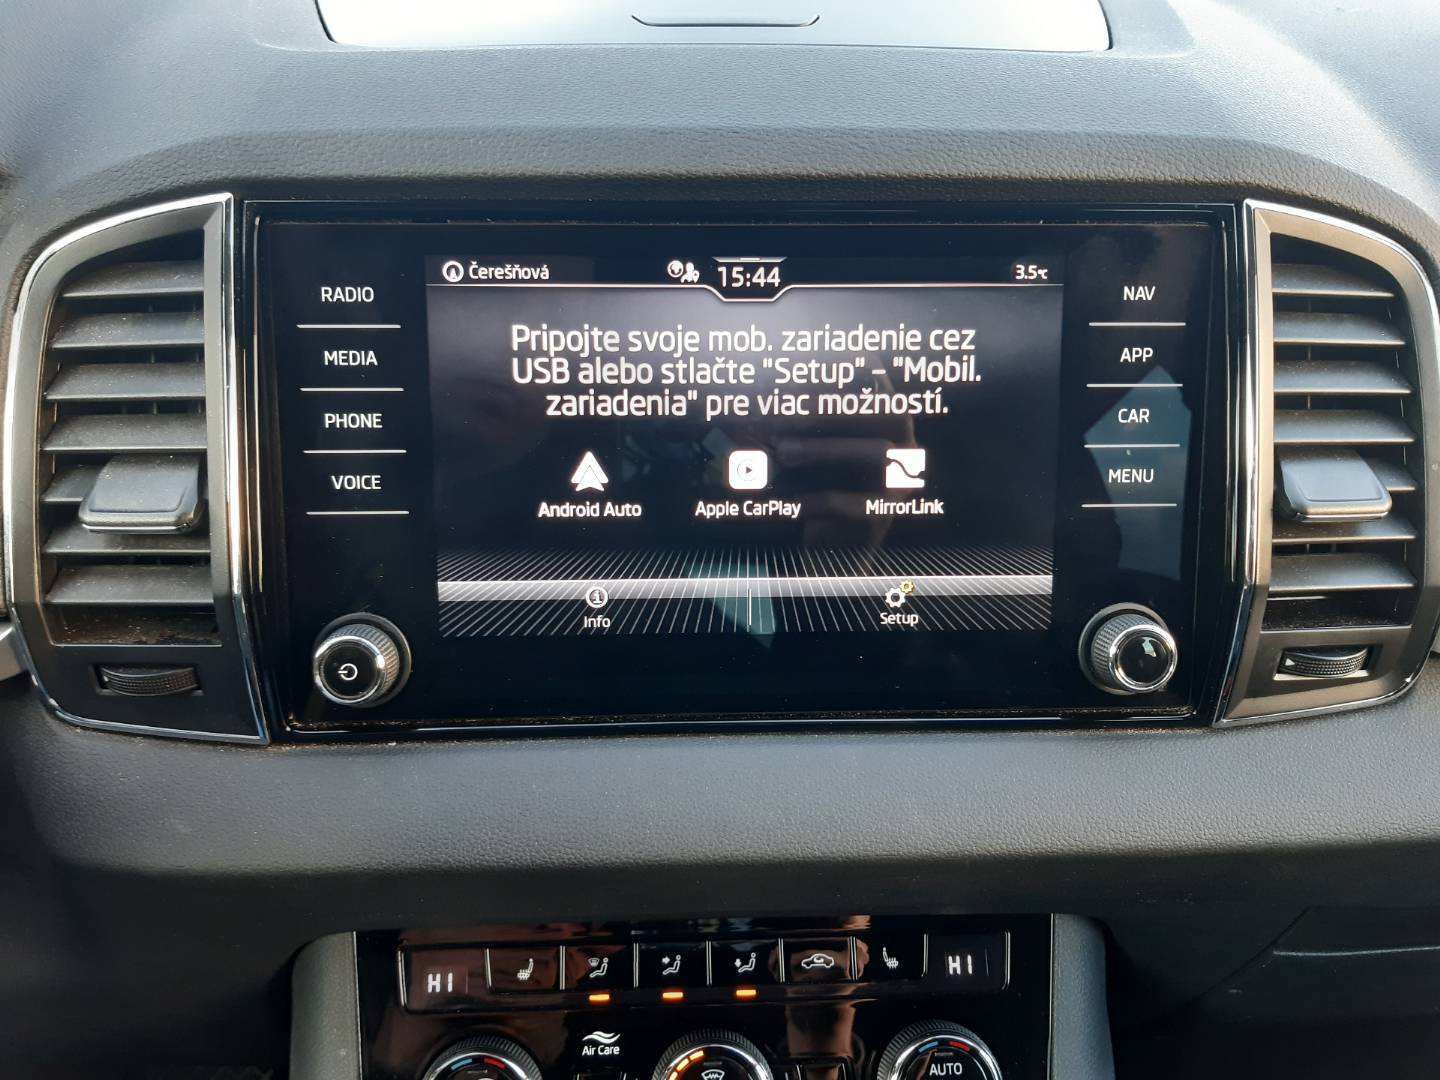 Čerešňová 15:44 3.5°C
RADIO
MEDIA
PHONE
VOICE
Pripojte svoje mob. zariadenie cez
USB alebo stlačte "Setup" – "Mobil.
zariadenia" pre viac možností.
Android Auto Apple CarPlay MirrorLink
Info Setup
NAV
APP
CAR
MENU
HI HI
Air Care
AUTO